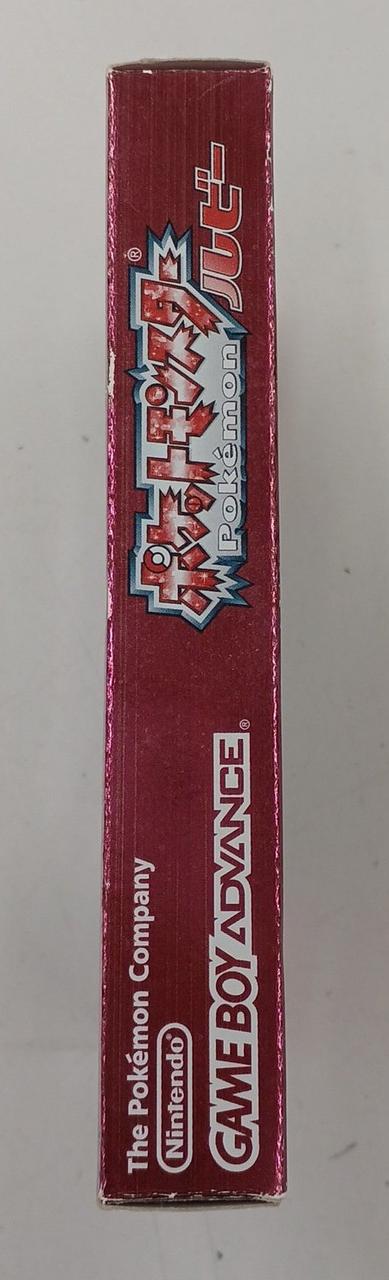 The Pokémon Company
Nintendo®
GAME BOY ADVANCE®
ポケットモンスター®
Pokémon
ルビー